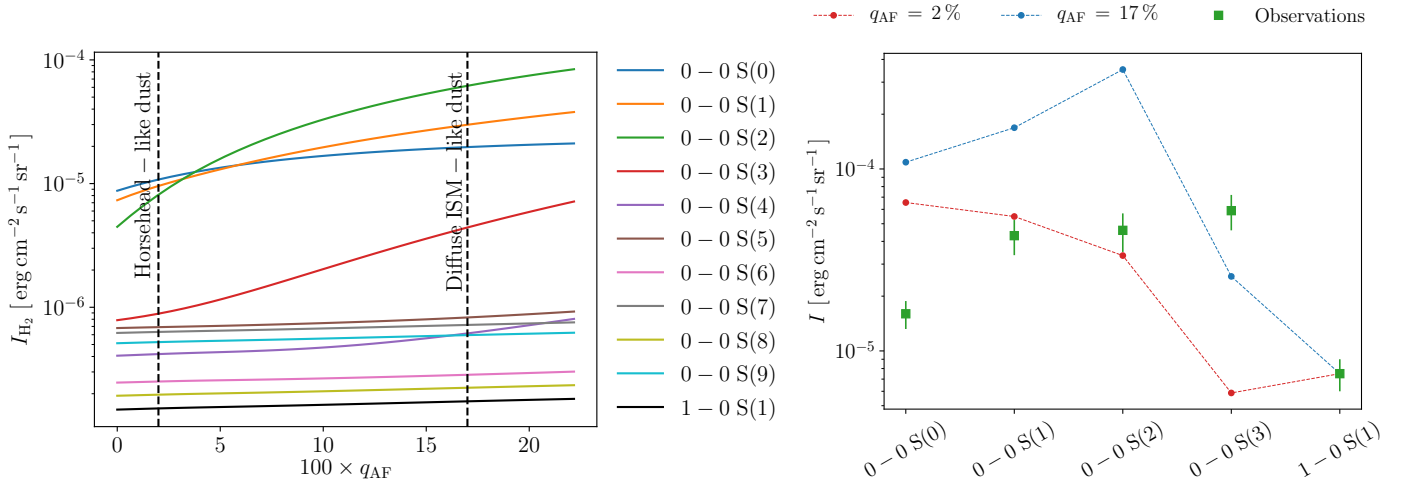 10⁻⁴
10⁻⁵
10⁻⁶
I_H₂ [ erg cm⁻² s⁻¹ sr⁻¹ ]
Horsehead − like dust
Diffuse ISM − like dust
0 5 10 15 20
100 × q_AF
0 − 0 S(0)
0 − 0 S(1)
0 − 0 S(2)
0 − 0 S(3)
0 − 0 S(4)
0 − 0 S(5)
0 − 0 S(6)
0 − 0 S(7)
0 − 0 S(8)
0 − 0 S(9)
1 − 0 S(1)
q_AF = 2 % q_AF = 17 % Observations
10⁻⁴
10⁻⁵
I [ erg cm⁻² s⁻¹ sr⁻¹ ]
0 − 0 S(0)
0 − 0 S(1)
0 − 0 S(2)
0 − 0 S(3)
1 − 0 S(1)